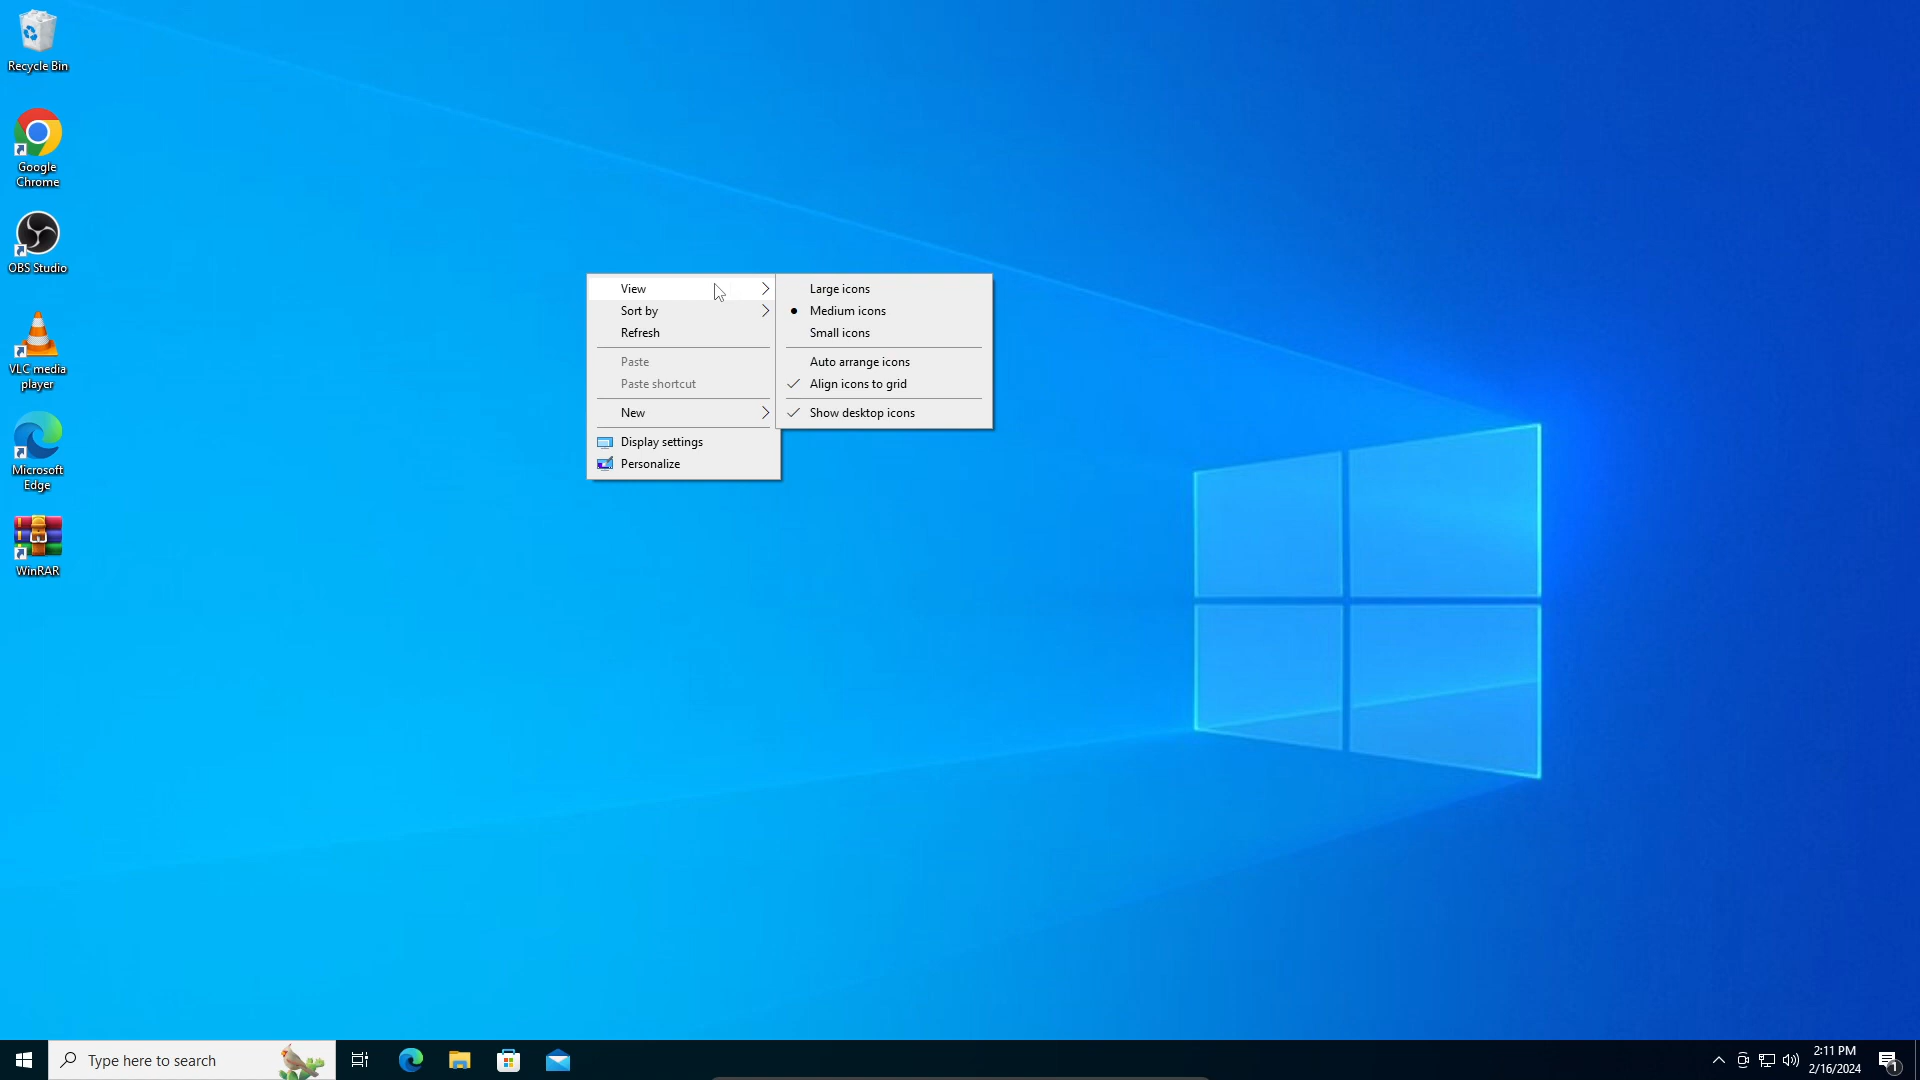 Recycle Bin
Google
Chrome
OBS Studio
VLC media
player
Microsoft
Edge
WinRAR
View
Sort by
Refresh
Paste
Paste shortcut
New
Display settings
Personalize
Large icons
Medium icons
Small icons
Auto arrange icons
Align icons to grid
Show desktop icons
Type here to search
2:11 PM
2/16/2024
1